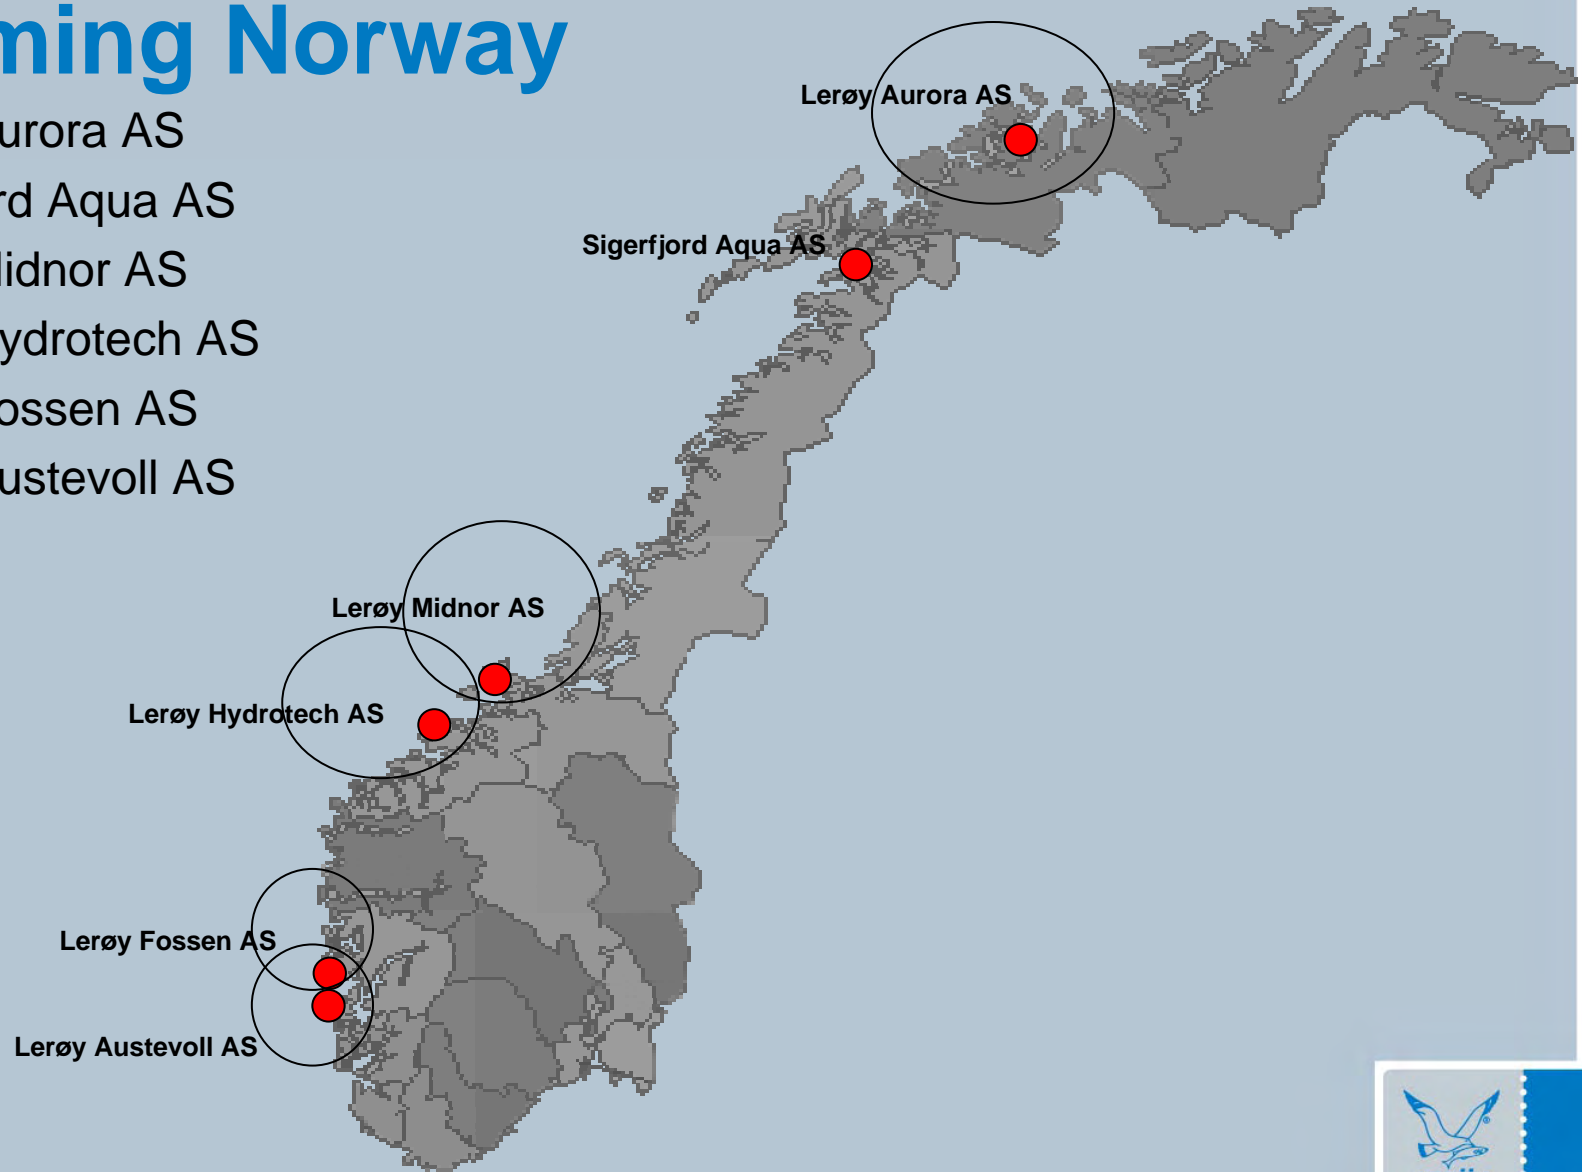 ming Norway
urora AS
rd Aqua AS
idnor AS
ydrotech AS
ossen AS
ustevoll AS
Lerøy Aurora AS
Sigerfjord Aqua AS
Lerøy Midnor AS
Lerøy Hydrotech AS
Lerøy Fossen AS
Lerøy Austevoll AS
®